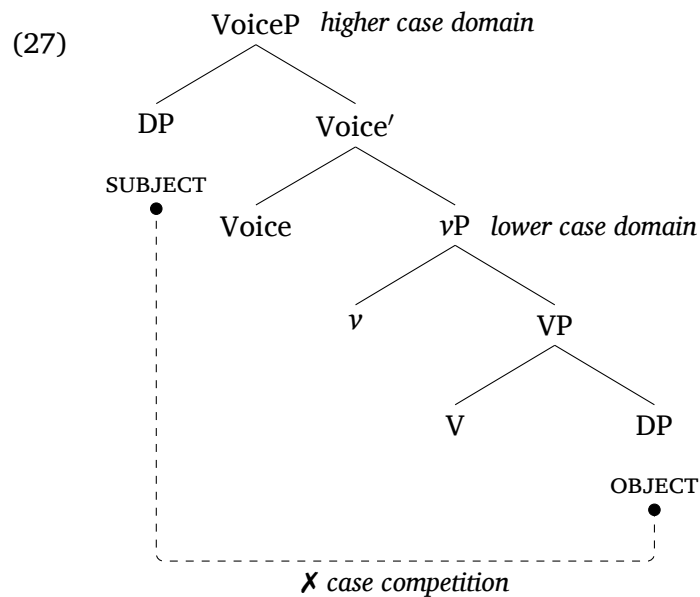 (27)
VoiceP higher case domain
DP Voice′
SUBJECT
Voice vP lower case domain
v VP
V DP
OBJECT
✗ case competition